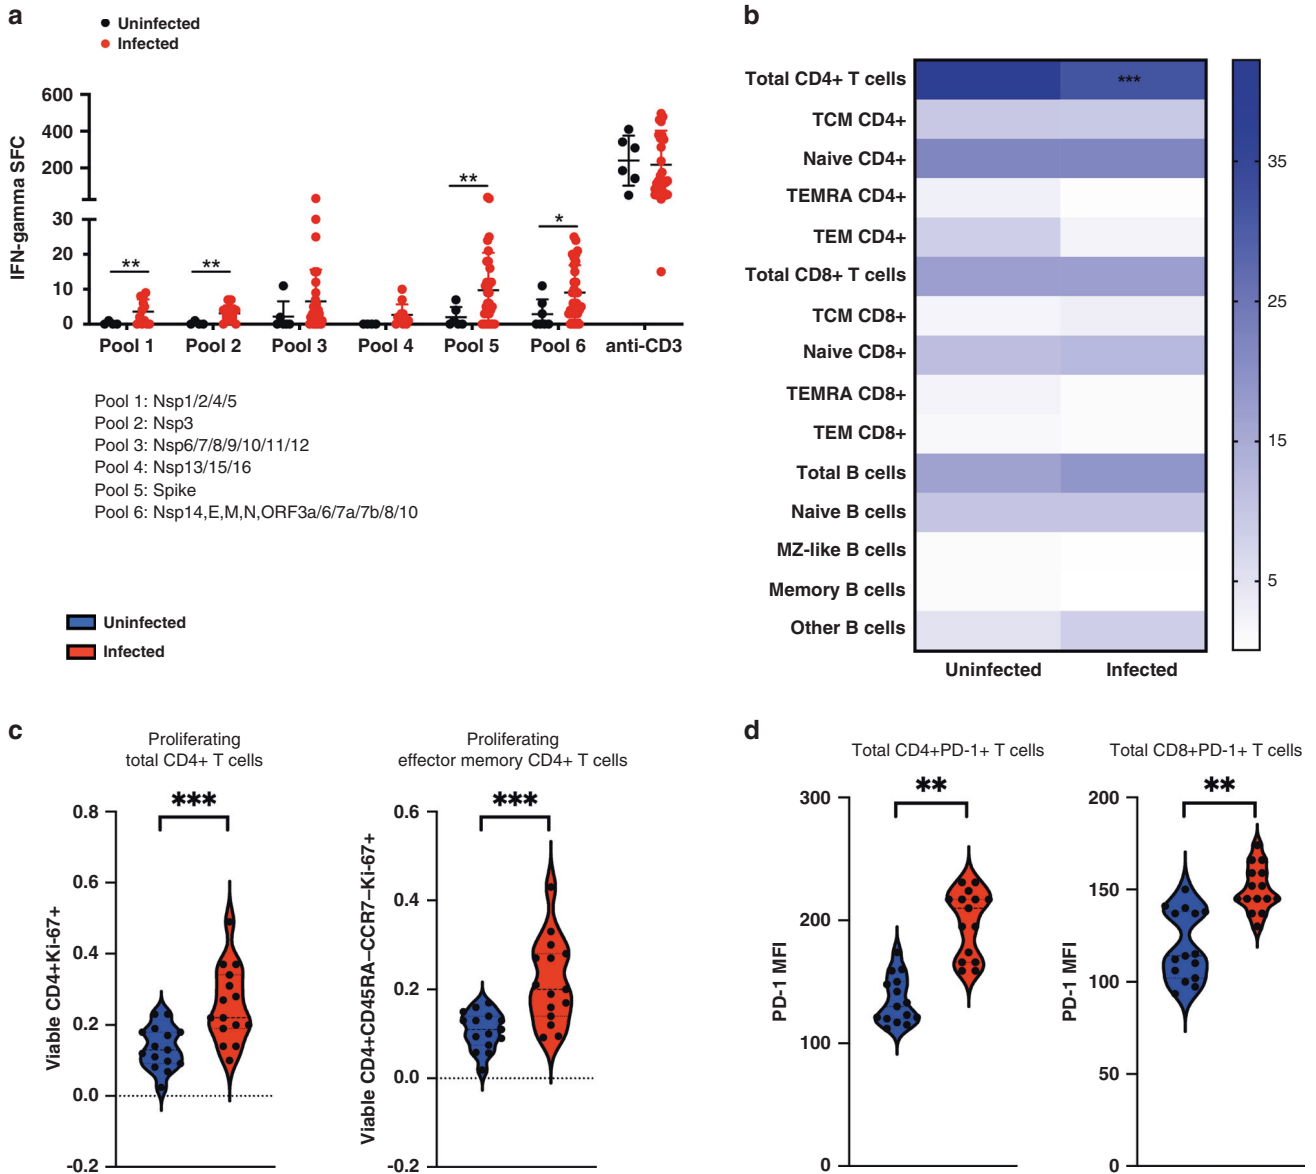 a
Uninfected
Infected
IFN-gamma SFC
600
400
200
30
20
10
0
**
**
**
*
Pool 1
Pool 2
Pool 3
Pool 4
Pool 5
Pool 6
anti-CD3
Pool 1: Nsp1/2/4/5
Pool 2: Nsp3
Pool 3: Nsp6/7/8/9/10/11/12
Pool 4: Nsp13/15/16
Pool 5: Spike
Pool 6: Nsp14,E,M,N,ORF3a/6/7a/7b/8/10
b
Total CD4+ T cells
TCM CD4+
Naive CD4+
TEMRA CD4+
TEM CD4+
Total CD8+ T cells
TCM CD8+
Naive CD8+
TEMRA CD8+
TEM CD8+
Total B cells
Naive B cells
MZ-like B cells
Memory B cells
Other B cells
***
Uninfected
Infected
35
25
15
5
Uninfected
Infected
c
Proliferating
total CD4+ T cells
***
Viable CD4+Ki-67+
0.8
0.6
0.4
0.2
0.0
-0.2
Proliferating
effector memory CD4+ T cells
***
Viable CD4+CD45RA–CCR7–Ki-67+
0.6
0.4
0.2
0.0
-0.2
d
Total CD4+PD-1+ T cells
**
PD-1 MFI
300
200
100
0
Total CD8+PD-1+ T cells
**
PD-1 MFI
200
150
100
50
0